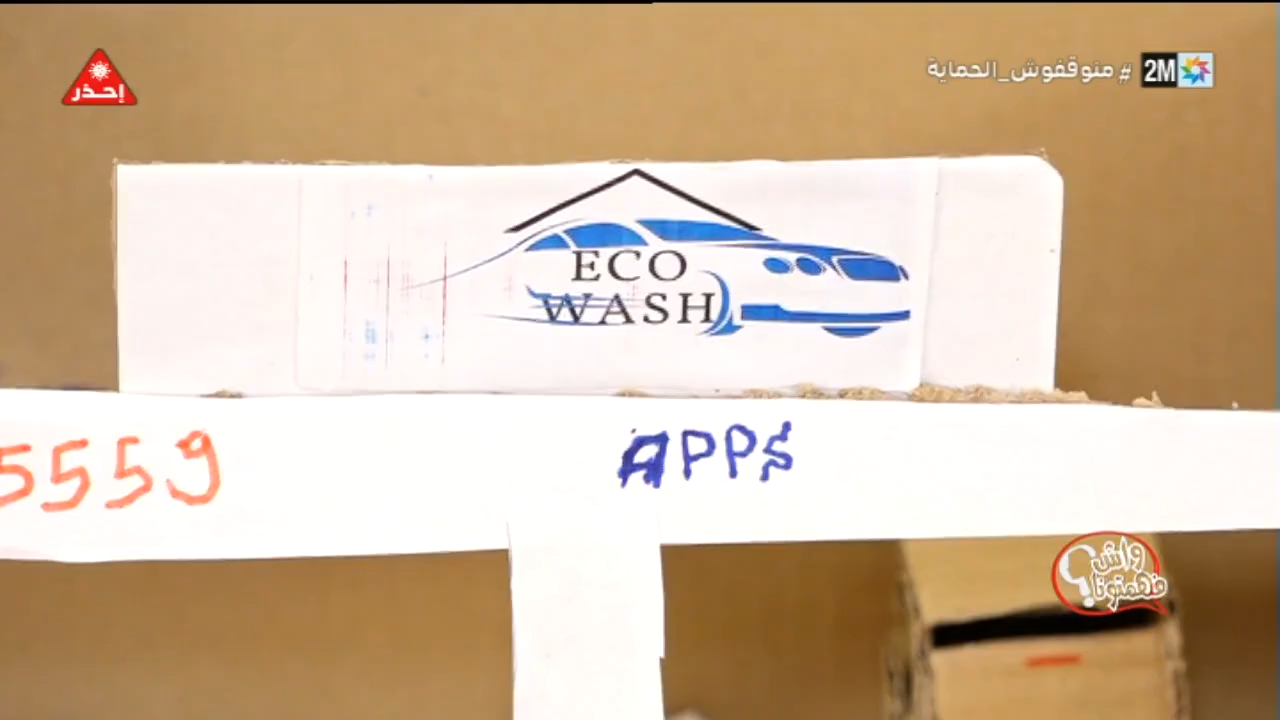 إحذر
# منوقفوش_الحماية
2M
ECO
WASH
5559
APPS
واش
فهمتونا؟